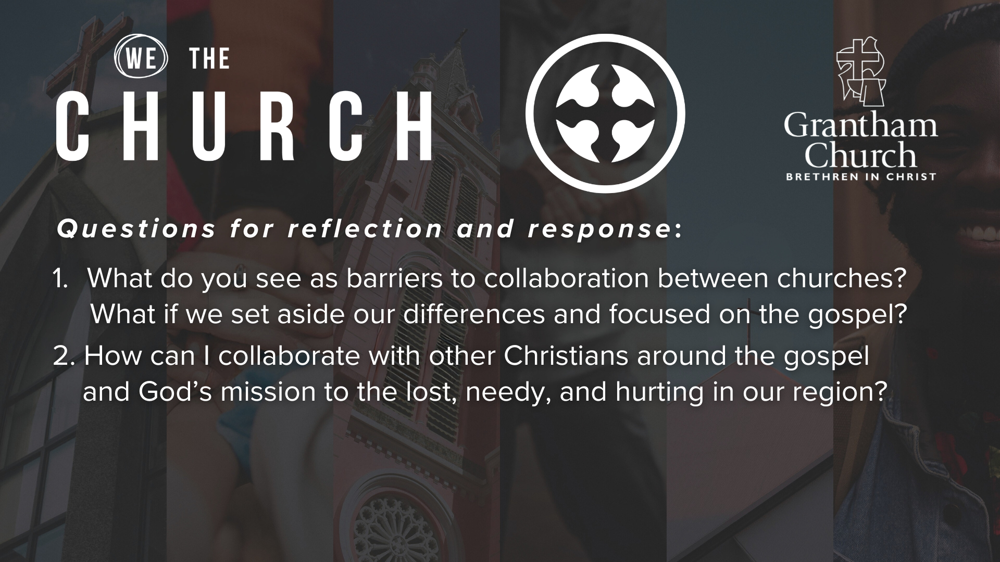 WE THE
CHURCH
Grantham
Church
BRETHREN IN CHRIST
Questions for reflection and response:
1. What do you see as barriers to collaboration between churches?
What if we set aside our differences and focused on the gospel?
2. How can I collaborate with other Christians around the gospel
and God’s mission to the lost, needy, and hurting in our region?